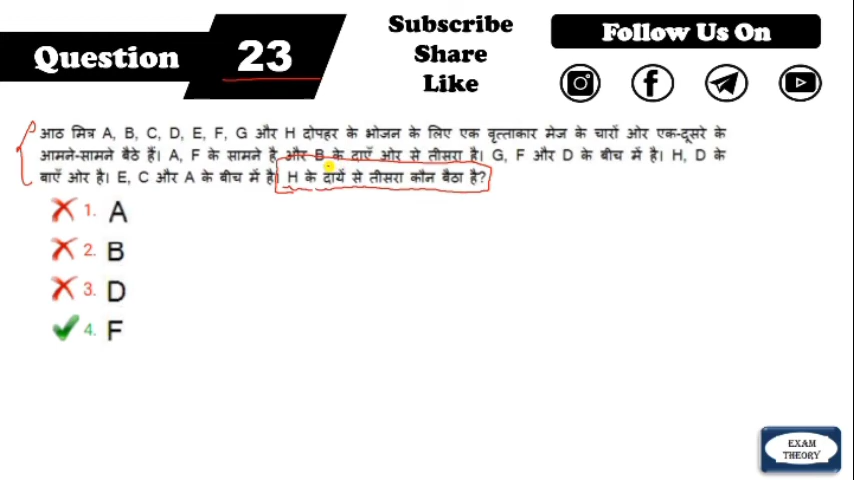 Subscribe
Share
Like
Follow Us On
Question 23
आठ मित्र A, B, C, D, E, F, G और H दोपहर के भोजन के लिए एक वृत्ताकार मेज के चारों ओर एक-दूसरे के
आमने-सामने बैठे हैं। A, F के सामने है और B के दाएँ ओर से तीसरा है। G, F और D के बीच में है। H, D के
बाएँ ओर है। E, C और A के बीच में है। H के दायें से तीसरा कौन बैठा है?
1. A
2. B
3. D
4. F
EXAM
THEORY